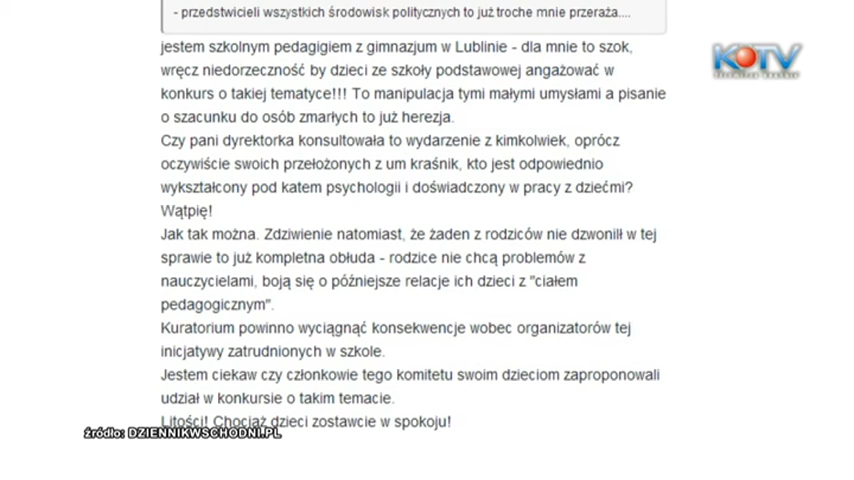 - przedstwicieli wszystkich środowisk politycznych to już troche mnie przeraża....
jestem szkolnym pedagigiem z gimnazjum w Lublinie - dla mnie to szok,
wręcz niedorzeczność by dzieci ze szkoły podstawowej angażować w
konkurs o takiej tematyce!!! To manipulacja tymi małymi umysłami a pisanie
o szacunku do osób zmarłych to już herezja.
Czy pani dyrektorka konsultowała to wydarzenie z kimkolwiek, oprócz
oczywiście swoich przełożonych z um kraśnik, kto jest odpowiednio
wykształcony pod katem psychologii i doświadczony w pracy z dziećmi?
Wątpię!
Jak tak można. Zdziwienie natomiast, że żaden z rodziców nie dzwonilł w tej
sprawie to już kompletna obłuda - rodzice nie chcą problemów z
nauczycielami, boją się o późniejsze relacje ich dzieci z "ciałem
pedagogicznym".
Kuratorium powinno wyciągnąć konsekwencje wobec organizatorów tej
inicjatywy zatrudnionych w szkole.
Jestem ciekaw czy członkowie tego komitetu swoim dzieciom zaproponowali
udział w konkursie o takim temacie.
Litości! Chociaż dzieci zostawcie w spokoju!
źródło: DZIENNIKWSCHODNI.PL
KOTV